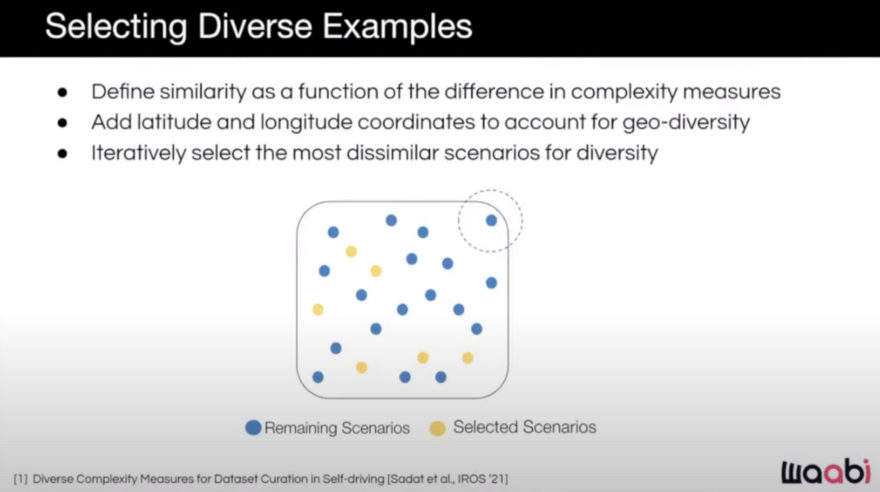 Selecting Diverse Examples
● Define similarity as a function of the difference in complexity measures
● Add latitude and longitude coordinates to account for geo-diversity
● Iteratively select the most dissimilar scenarios for diversity
Remaining Scenarios Selected Scenarios
[1] Diverse Complexity Measures for Dataset Curation in Self-driving [Sadat et al., IROS '21]
waabi